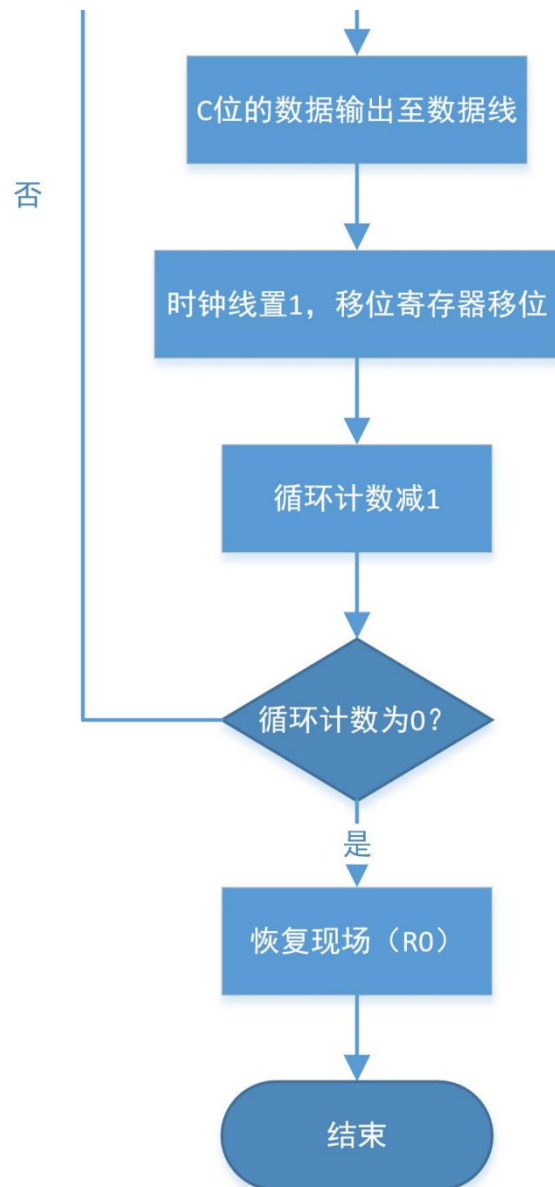 C位的数据输出至数据线
否
时钟线置1，移位寄存器移位
循环计数减1
循环计数为0？
是
恢复现场（R0）
结束